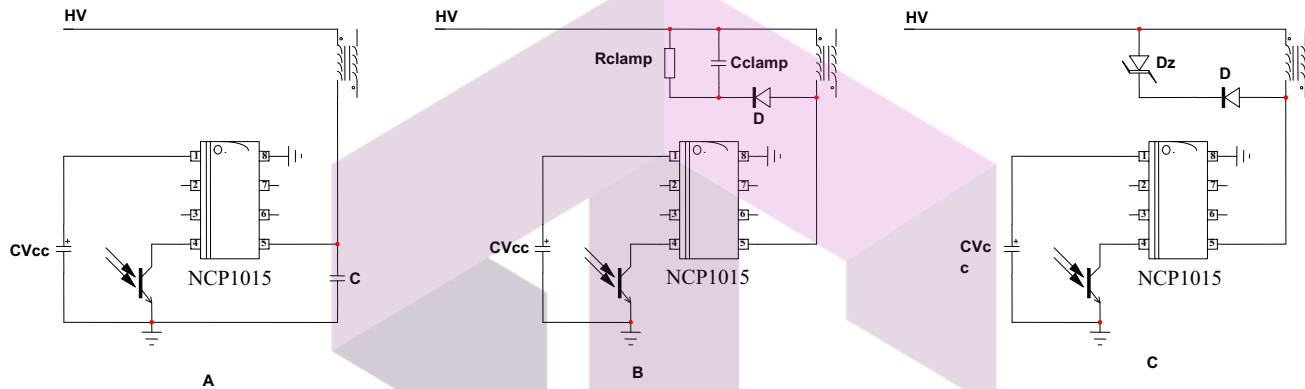 HV
1
2
3
4
8
7
6
5
O.
CVcc
+
NCP1015
C
A
HV
Rclamp
Cclamp
D
1
2
3
4
8
7
6
5
O.
CVcc
+
NCP1015
B
HV
Dz
D
1
2
3
4
8
7
6
5
O.
CVc
c
+
NCP1015
C